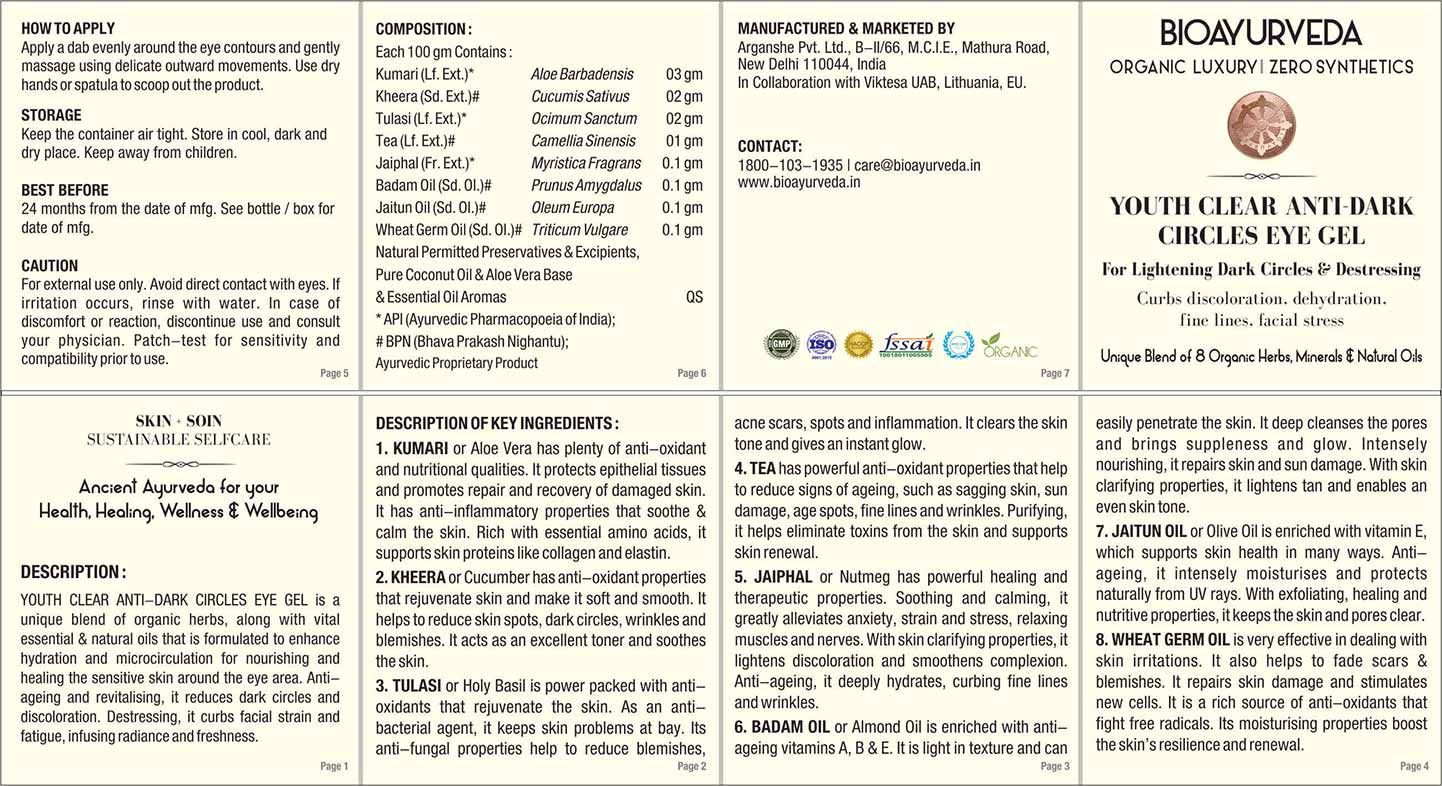 HOW TO APPLY
Apply a dab evenly around the eye contours and gently
massage using delicate outward movements. Use dry
hands or spatula to scoop out the product.
STORAGE
Keep the container air tight. Store in cool, dark and
dry place. Keep away from children.
BEST BEFORE
24 months from the date of mfg. See bottle / box for
date of mfg.
CAUTION
For external use only. Avoid direct contact with eyes. If
irritation occurs, rinse with water. In case of
discomfort or reaction, discontinue use and consult
your physician. Patch–test for sensitivity and
compatibility prior to use.
Page 5
COMPOSITION :
Each 100 gm Contains :
Kumari (Lf. Ext.)* Aloe Barbadensis 03 gm
Kheera (Sd. Ext.)# Cucumis Sativus 02 gm
Tulasi (Lf. Ext.)* Ocimum Sanctum 02 gm
Tea (Lf. Ext.)# Camellia Sinensis 01 gm
Jaiphal (Fr. Ext.)* Myristica Fragrans 0.1 gm
Badam Oil (Sd. Ol.)# Prunus Amygdalus 0.1 gm
Jaitun Oil (Sd. Ol.)# Oleum Europa 0.1 gm
Wheat Germ Oil (Sd. Ol.)# Triticum Vulgare 0.1 gm
Natural Permitted Preservatives & Excipients,
Pure Coconut Oil & Aloe Vera Base
& Essential Oil Aromas QS
* API (Ayurvedic Pharmacopoeia of India);
# BPN (Bhava Prakash Nighantu);
Ayurvedic Proprietary Product
Page 6
MANUFACTURED & MARKETED BY
Arganshe Pvt. Ltd., B–II/66, M.C.I.E., Mathura Road,
New Delhi 110044, India
In Collaboration with Viktesa UAB, Lithuania, EU.
CONTACT:
1800–103–1935 | care@bioayurveda.in
www.bioayurveda.in
GMP
ISO
9001:2015
HACCP
fssai
10018011005505
ORGANIC
Page 7
BIOAYURVEDA
ORGANIC LUXURY | ZERO SYNTHETICS
YOUTH CLEAR ANTI-DARK
CIRCLES EYE GEL
For Lightening Dark Circles & Destressing
Curbs discoloration, dehydration,
fine lines, facial stress
Unique Blend of 8 Organic Herbs, Minerals & Natural Oils
SKIN + SOIN
SUSTAINABLE SELFCARE
Ancient Ayurveda for your
Health, Healing, Wellness & Wellbeing
DESCRIPTION :
YOUTH CLEAR ANTI–DARK CIRCLES EYE GEL is a
unique blend of organic herbs, along with vital
essential & natural oils that is formulated to enhance
hydration and microcirculation for nourishing and
healing the sensitive skin around the eye area. Anti–
ageing and revitalising, it reduces dark circles and
discoloration. Destressing, it curbs facial strain and
fatigue, infusing radiance and freshness.
Page 1
DESCRIPTION OF KEY INGREDIENTS :
1. KUMARI or Aloe Vera has plenty of anti–oxidant
and nutritional qualities. It protects epithelial tissues
and promotes repair and recovery of damaged skin.
It has anti–inflammatory properties that soothe &
calm the skin. Rich with essential amino acids, it
supports skin proteins like collagen and elastin.
2. KHEERA or Cucumber has anti–oxidant properties
that rejuvenate skin and make it soft and smooth. It
helps to reduce skin spots, dark circles, wrinkles and
blemishes. It acts as an excellent toner and soothes
the skin.
3. TULASI or Holy Basil is power packed with anti–
oxidants that rejuvenate the skin. As an anti–
bacterial agent, it keeps skin problems at bay. Its
anti–fungal properties help to reduce blemishes,
Page 2
acne scars, spots and inflammation. It clears the skin
tone and gives an instant glow.
4. TEA has powerful anti–oxidant properties that help
to reduce signs of ageing, such as sagging skin, sun
damage, age spots, fine lines and wrinkles. Purifying,
it helps eliminate toxins from the skin and supports
skin renewal.
5. JAIPHAL or Nutmeg has powerful healing and
therapeutic properties. Soothing and calming, it
greatly alleviates anxiety, strain and stress, relaxing
muscles and nerves. With skin clarifying properties, it
lightens discoloration and smoothens complexion.
Anti–ageing, it deeply hydrates, curbing fine lines
and wrinkles.
6. BADAM OIL or Almond Oil is enriched with anti–
ageing vitamins A, B & E. It is light in texture and can
Page 3
easily penetrate the skin. It deep cleanses the pores
and brings suppleness and glow. Intensely
nourishing, it repairs skin and sun damage. With skin
clarifying properties, it lightens tan and enables an
even skin tone.
7. JAITUN OIL or Olive Oil is enriched with vitamin E,
which supports skin health in many ways. Anti–
ageing, it intensely moisturises and protects
naturally from UV rays. With exfoliating, healing and
nutritive properties, it keeps the skin and pores clear.
8. WHEAT GERM OIL is very effective in dealing with
skin irritations. It also helps to fade scars &
blemishes. It repairs skin damage and stimulates
new cells. It is a rich source of anti–oxidants that
fight free radicals. Its moisturising properties boost
the skin's resilience and renewal.
Page 4